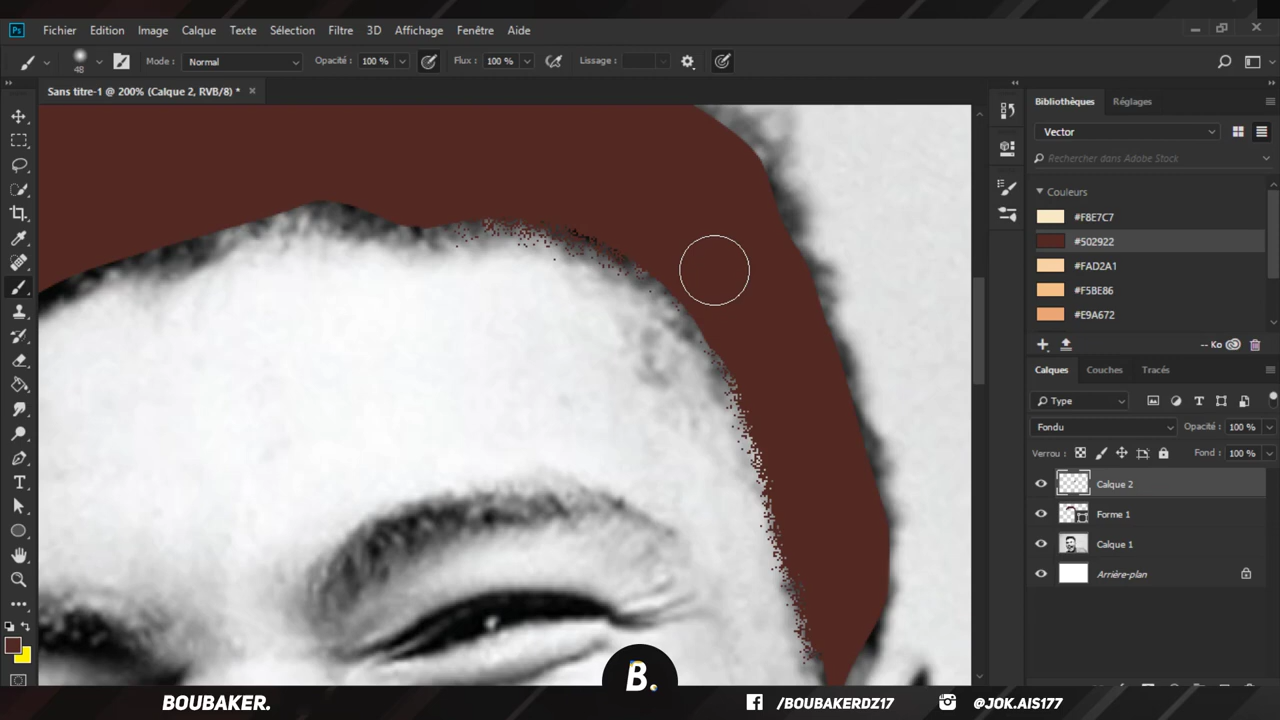 Ps Fichier Edition Image Calque Texte Sélection Filtre 3D Affichage Fenêtre Aide
48 Mode : Normal Opacité : 100 % Flux : 100 % Lissage :
Sans titre-1 @ 200% (Calque 2, RVB/8) *
Bibliothèques Réglages
Vector
Rechercher dans Adobe Stock
Couleurs
#F8E7C7
#502922
#FAD2A1
#F5BE86
#E9A672
-- Ko
Calques Couches Tracés
Type
Fondu Opacité : 100 %
Verrou : Fond : 100 %
Calque 2
Forme 1
Calque 1
Arrière-plan
B.
BOUBAKER. /BOUBAKERDZ17 @JOK.AIS177